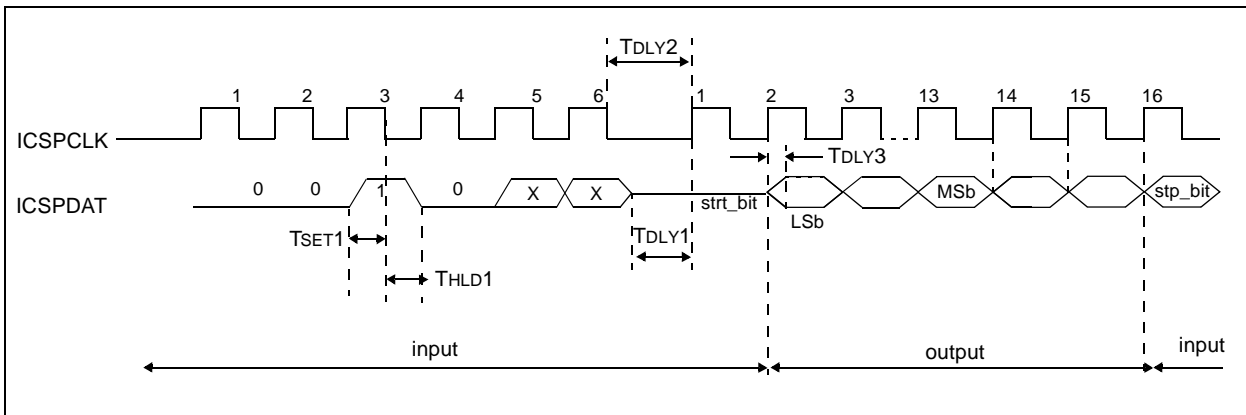 TDLY2
1 2 3 4 5 6 1 2 3 13 14 15 16
ICSPCLK
TDLY3
ICSPDAT
0 0 1 0 X X strt_bit LSb MSb stp_bit
TSET1
TDLY1
THLD1
input output input